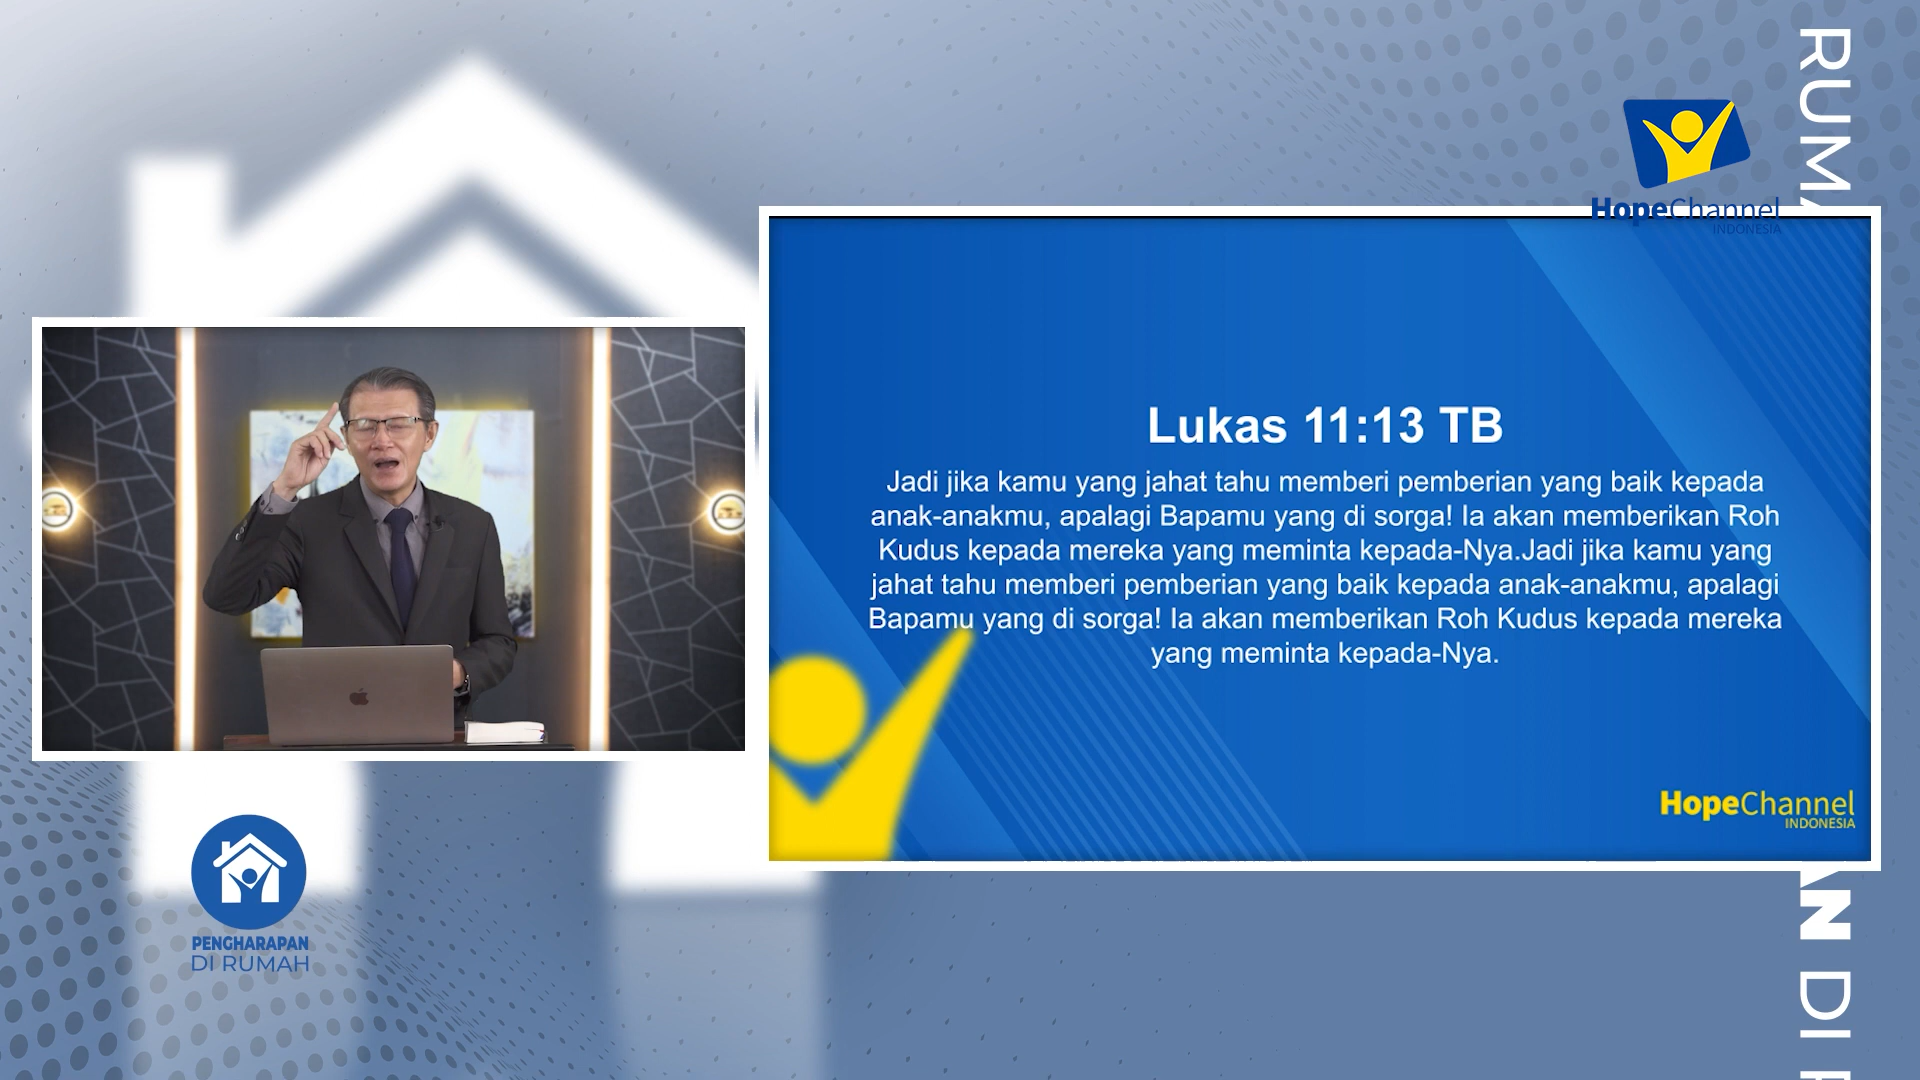 RUMA
HopeChannel
INDONESIA
Lukas 11:13 TB
Jadi jika kamu yang jahat tahu memberi pemberian yang baik kepada
anak-anakmu, apalagi Bapamu yang di sorga! Ia akan memberikan Roh
Kudus kepada mereka yang meminta kepada-Nya.Jadi jika kamu yang
jahat tahu memberi pemberian yang baik kepada anak-anakmu, apalagi
Bapamu yang di sorga! Ia akan memberikan Roh Kudus kepada mereka
yang meminta kepada-Nya.
HopeChannel
INDONESIA
PENGHARAPAN
DI RUMAH
AN DI